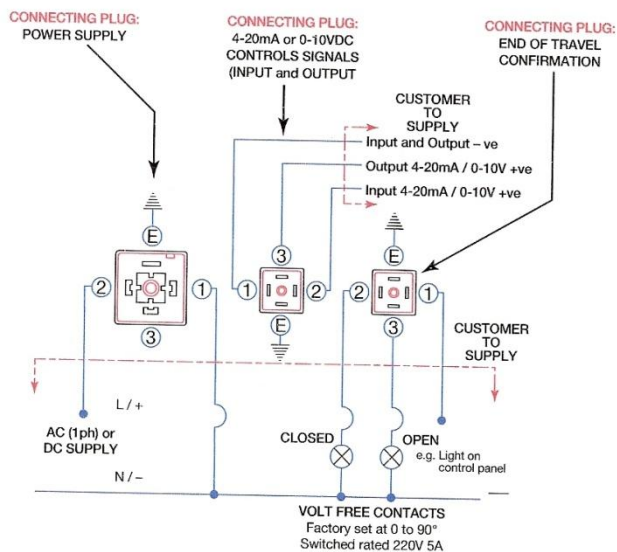 CONNECTING PLUG:
POWER SUPPLY
CONNECTING PLUG:
4-20mA or 0-10VDC
CONTROLS SIGNALS
(INPUT and OUTPUT
CONNECTING PLUG:
END OF TRAVEL
CONFIRMATION
CUSTOMER
TO
SUPPLY
Input and Output – ve
Output 4-20mA / 0-10V +ve
Input 4-20mA / 0-10V +ve
E
2
1
3
3
1
2
E
E
2
1
3
CUSTOMER
TO
SUPPLY
L / +
AC (1ph) or
DC SUPPLY
N / –
CLOSED
OPEN
e.g. Light on
control panel
VOLT FREE CONTACTS
Factory set at 0 to 90°
Switched rated 220V 5A